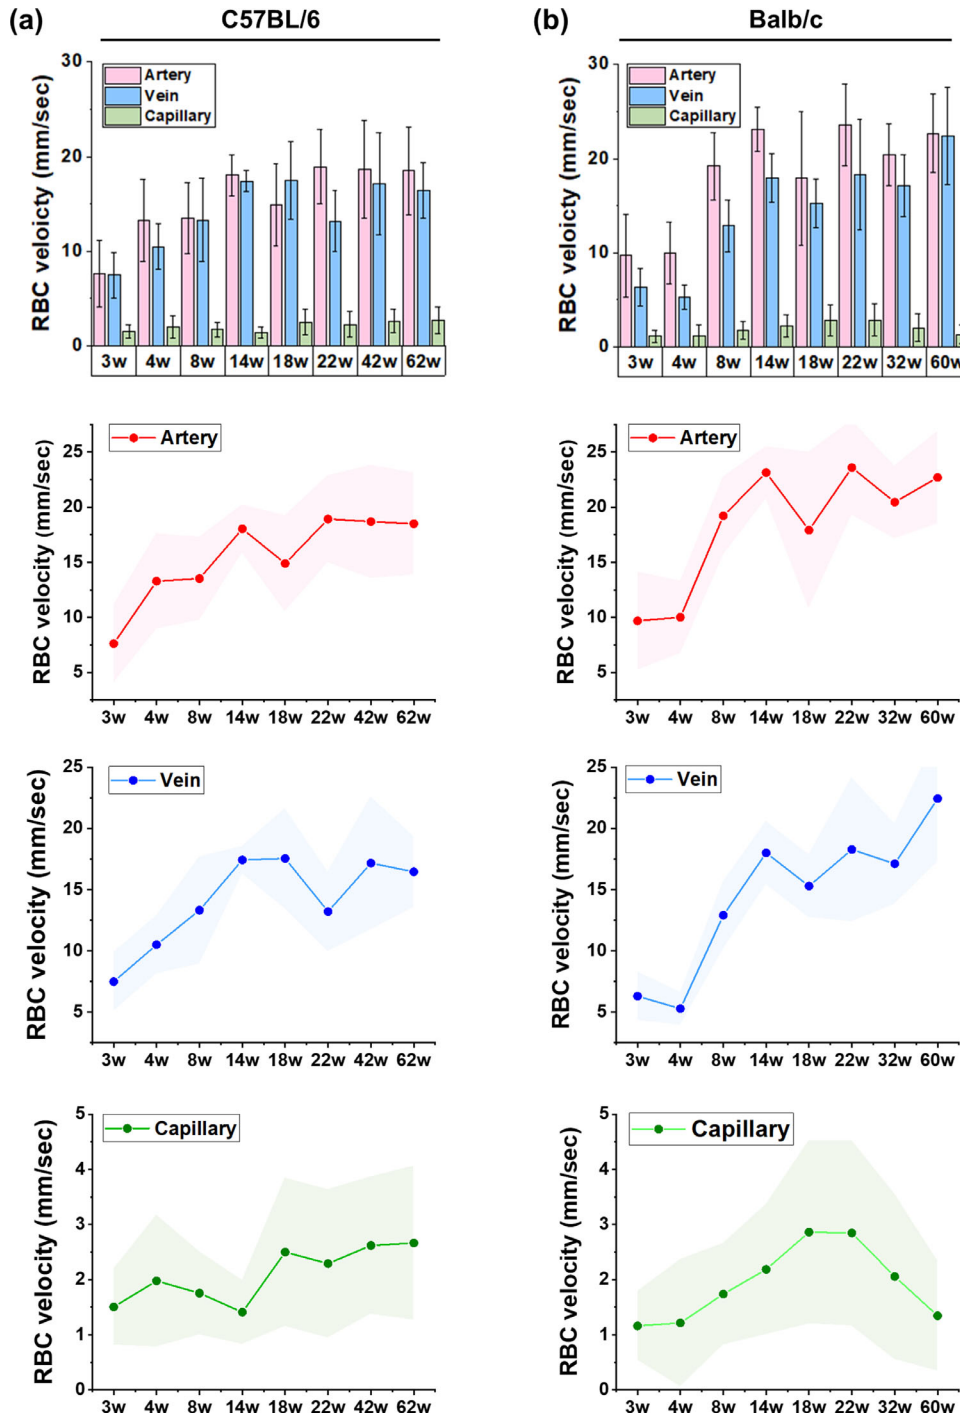 (a)
C57BL/6
RBC veloicty (mm/sec)
30
20
10
0
Artery
Vein
Capillary
3w 4w 8w 14w 18w 22w 42w 62w
(b)
Balb/c
RBC veloicty (mm/sec)
30
20
10
0
Artery
Vein
Capillary
3w 4w 8w 14w 18w 22w 32w 60w
RBC velocity (mm/sec)
25
20
15
10
5
Artery
3w 4w 8w 14w 18w 22w 42w 62w
RBC velocity (mm/sec)
25
20
15
10
5
Artery
3w 4w 8w 14w 18w 22w 32w 60w
RBC velocity (mm/sec)
25
20
15
10
5
Vein
3w 4w 8w 14w 18w 22w 42w 62w
RBC velocity (mm/sec)
25
20
15
10
5
Vein
3w 4w 8w 14w 18w 22w 32w 60w
RBC velocity (mm/sec)
5
4
3
2
1
0
Capillary
3w 4w 8w 14w 18w 22w 42w 62w
RBC velocity (mm/sec)
5
4
3
2
1
0
Capillary
3w 4w 8w 14w 18w 22w 32w 60w